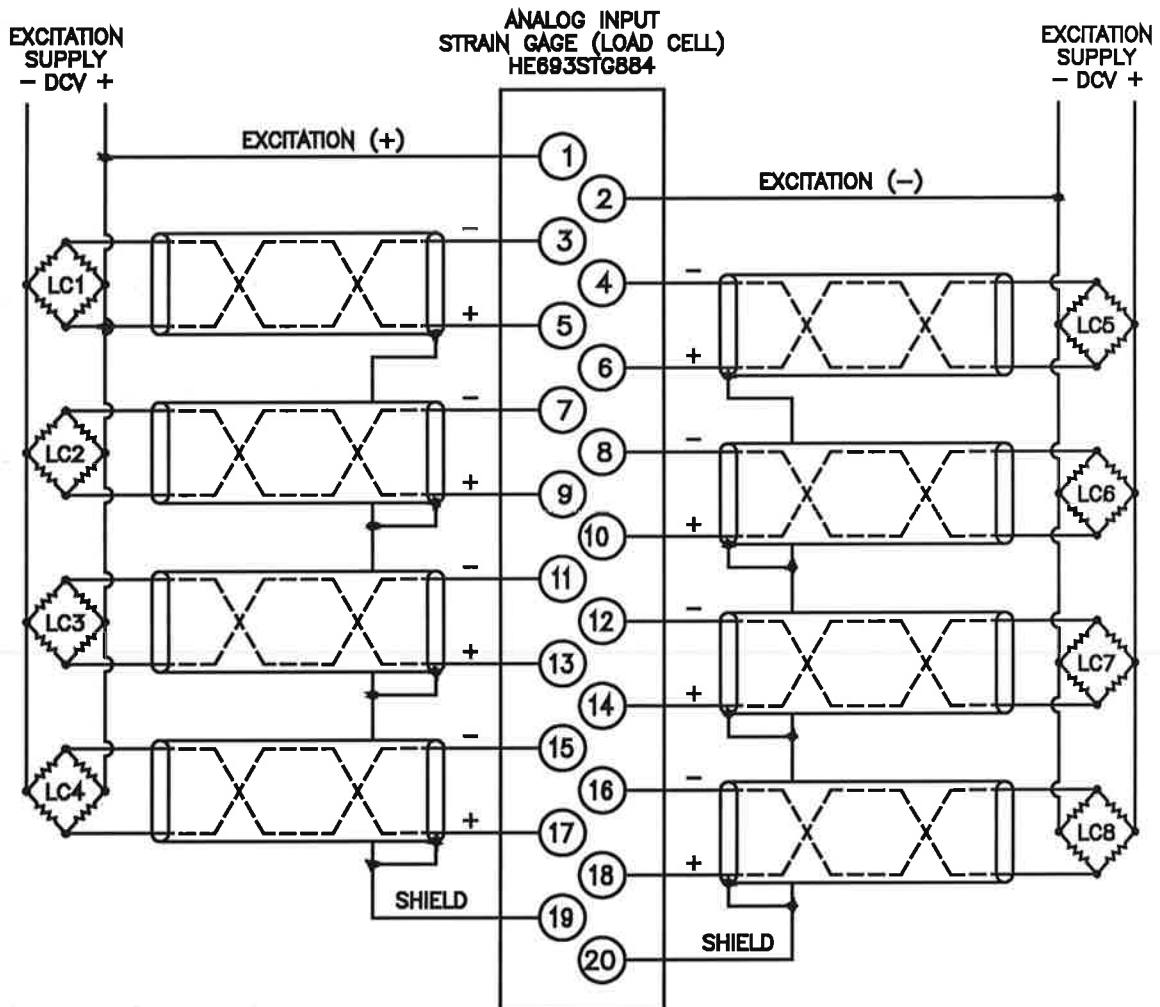 ANALOG INPUT
STRAIN GAGE (LOAD CELL)
HE693STG884
EXCITATION
SUPPLY
- DCV +
EXCITATION
SUPPLY
- DCV +
EXCITATION (+)
1
2
EXCITATION (-)
LC1
-
3
4
-
+
5
6
+
LC5
LC2
-
7
8
-
+
9
10
+
LC6
LC3
-
11
12
-
+
13
14
+
LC7
LC4
-
15
16
-
+
17
18
+
LC8
SHIELD
19
20
SHIELD